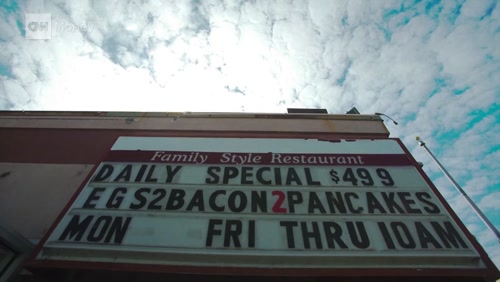 Family Style Restaurant
DAILY SPECIAL $499
EGS2BACON2PANCAKES
MON FRI THRU 10AM